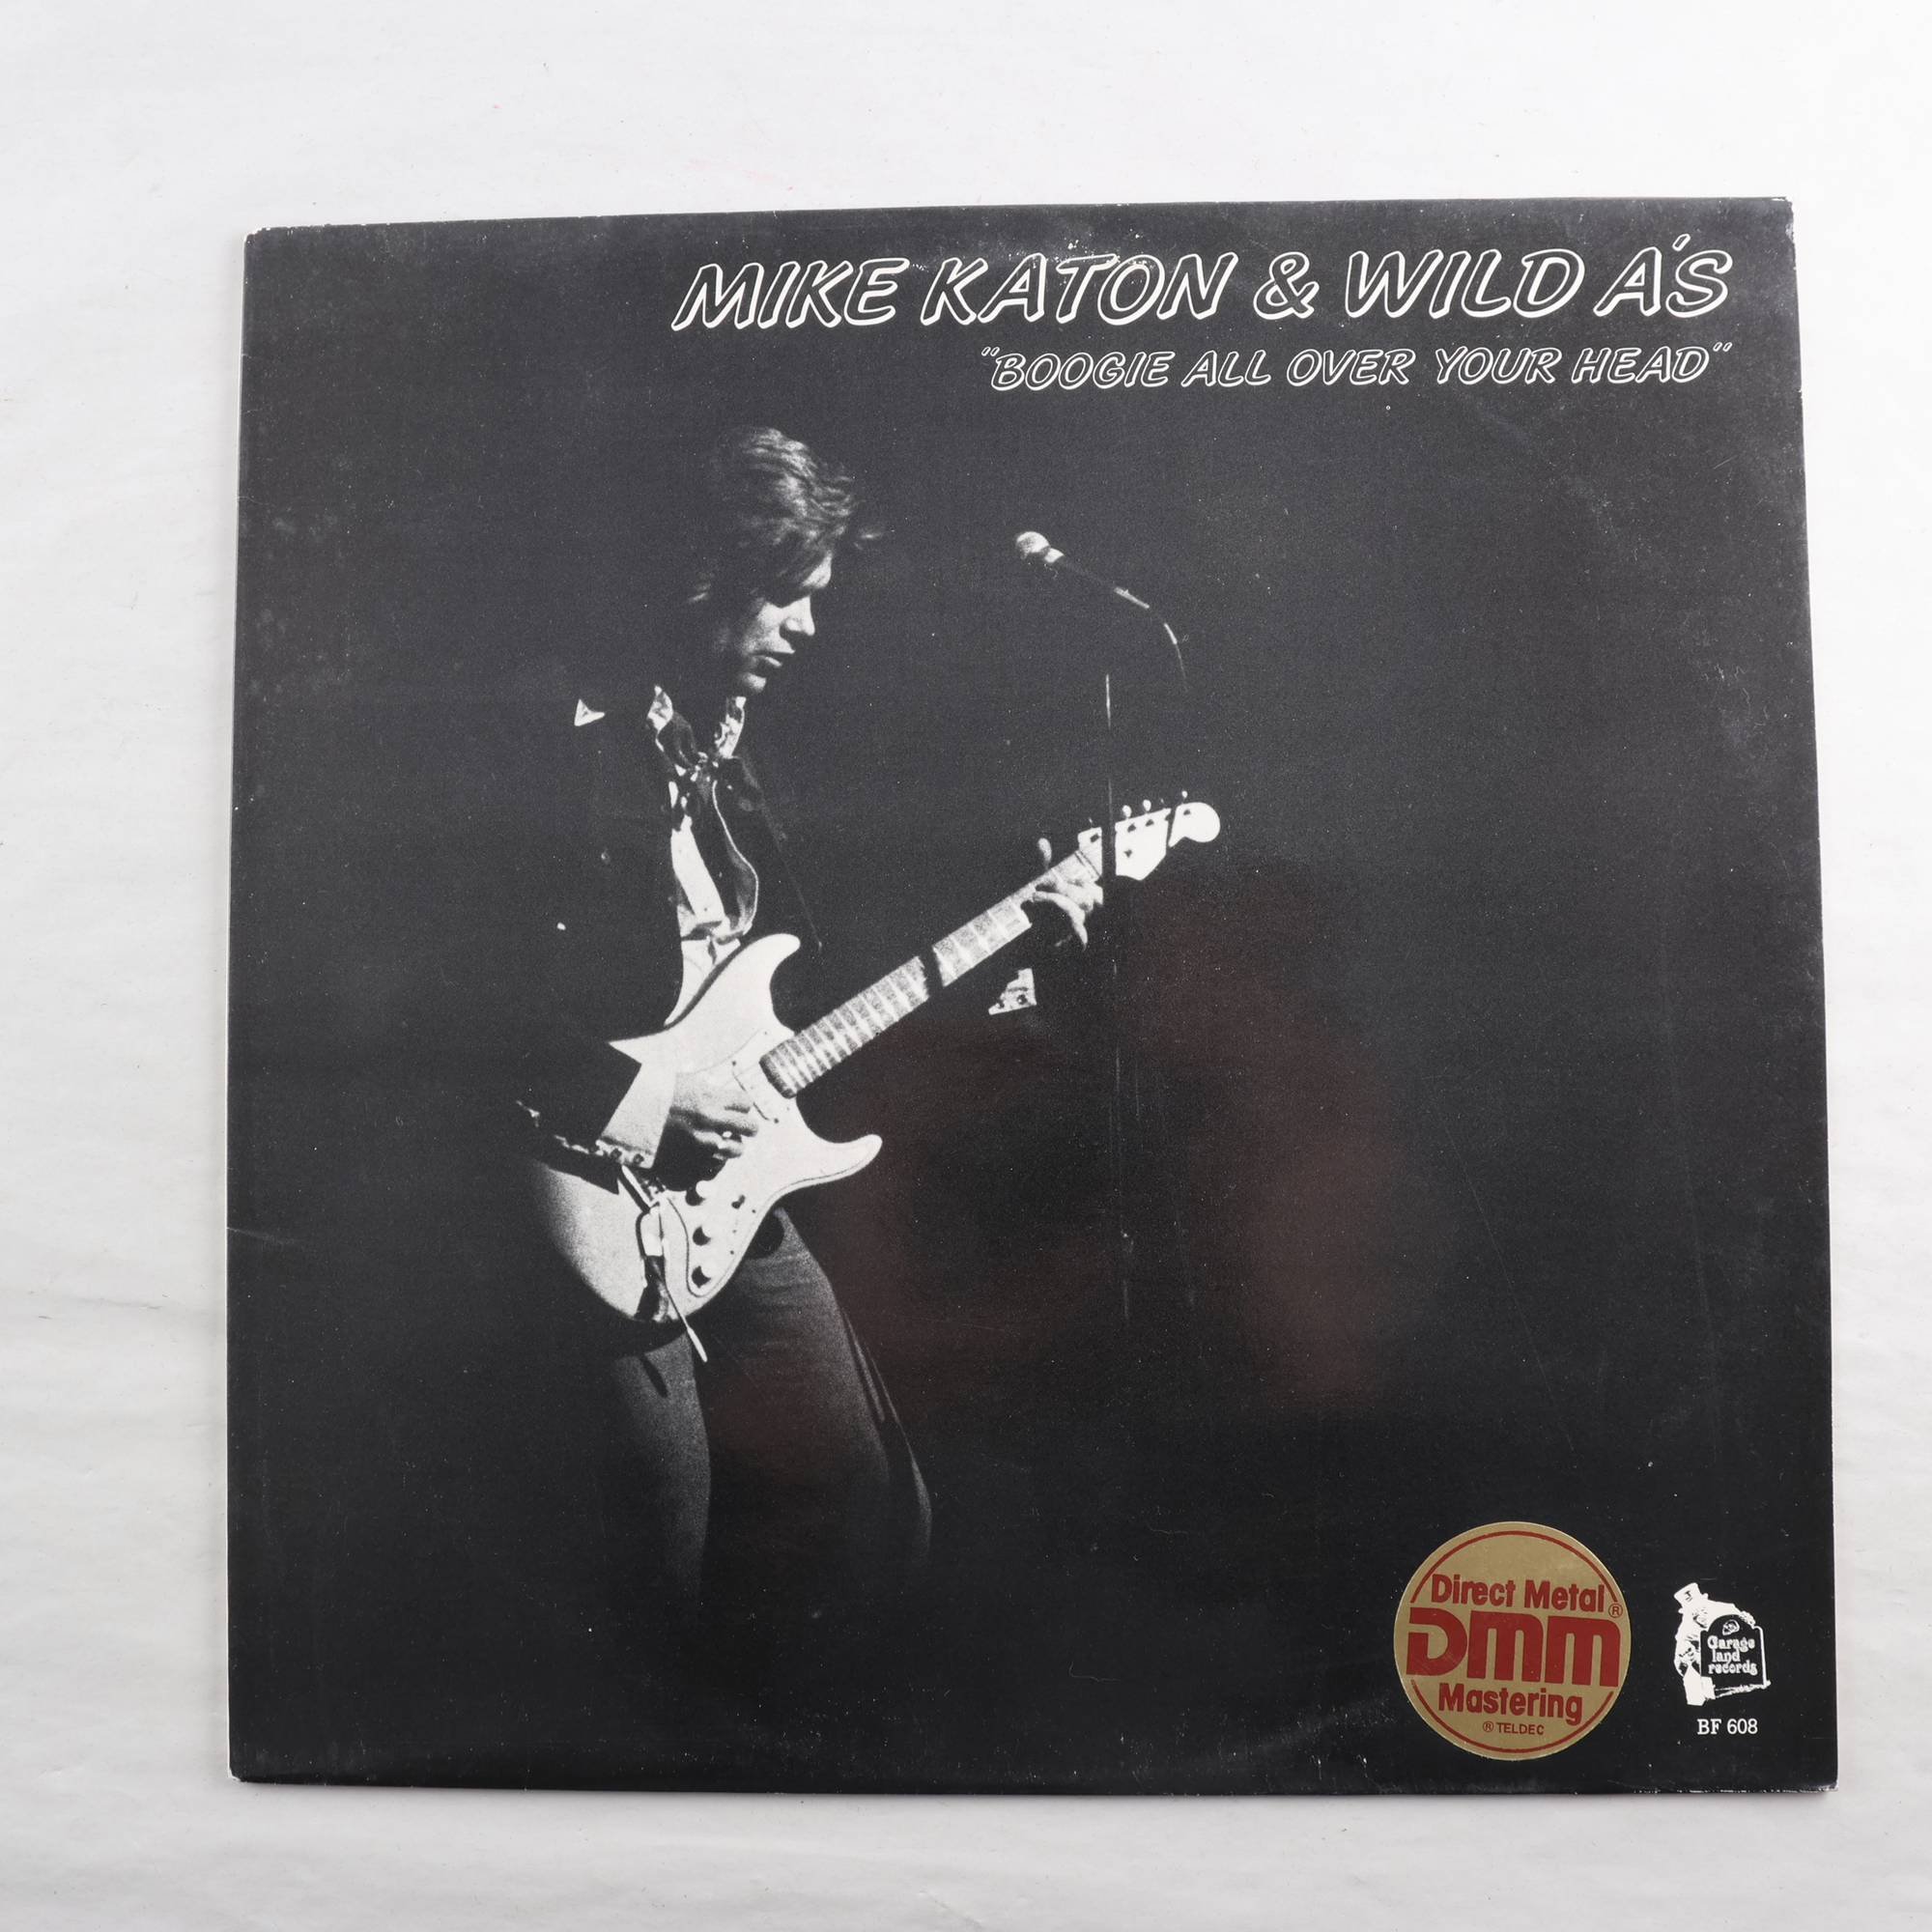 MIKE KATON & WILD A'S
"BOOGIE ALL OVER YOUR HEAD"
Direct Metal
DMM®
Mastering
® TELDEC
Garage
land
records
BF 608